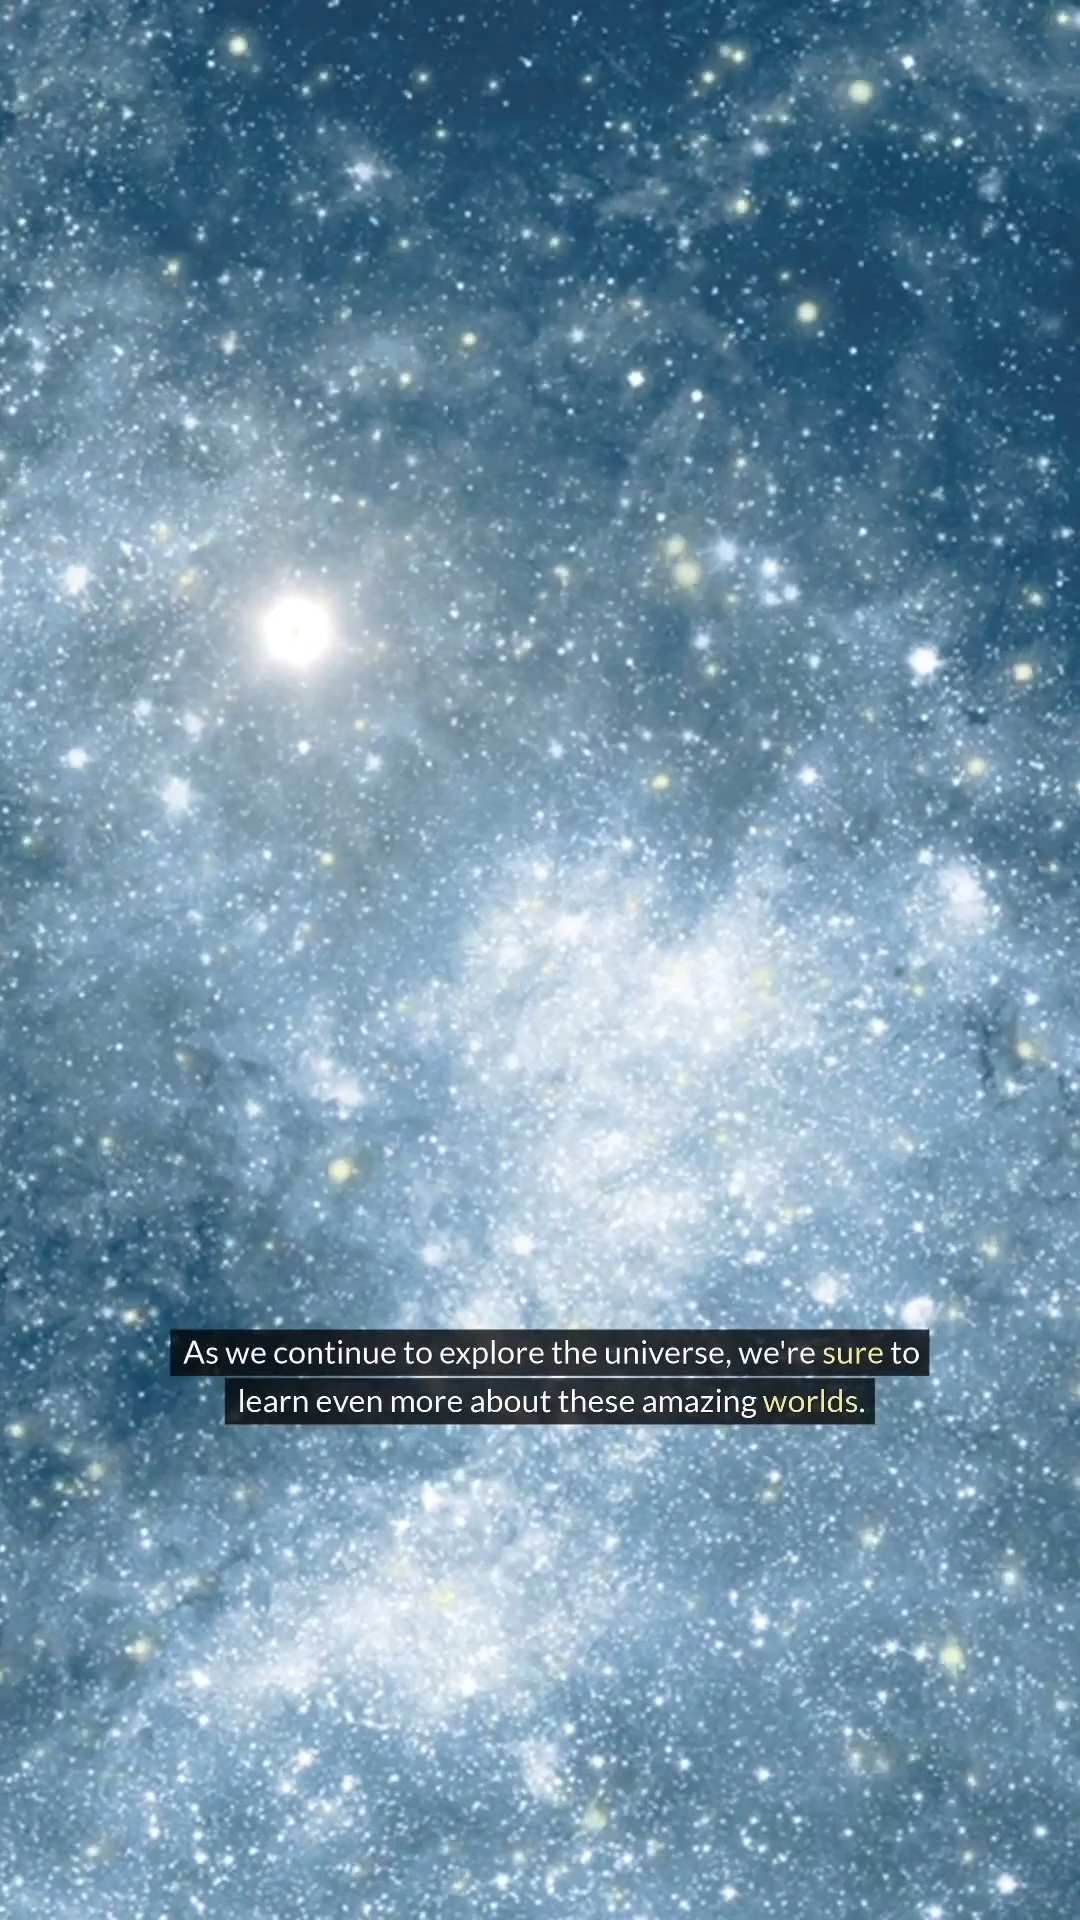 As we continue to explore the universe, we're sure to
learn even more about these amazing worlds.